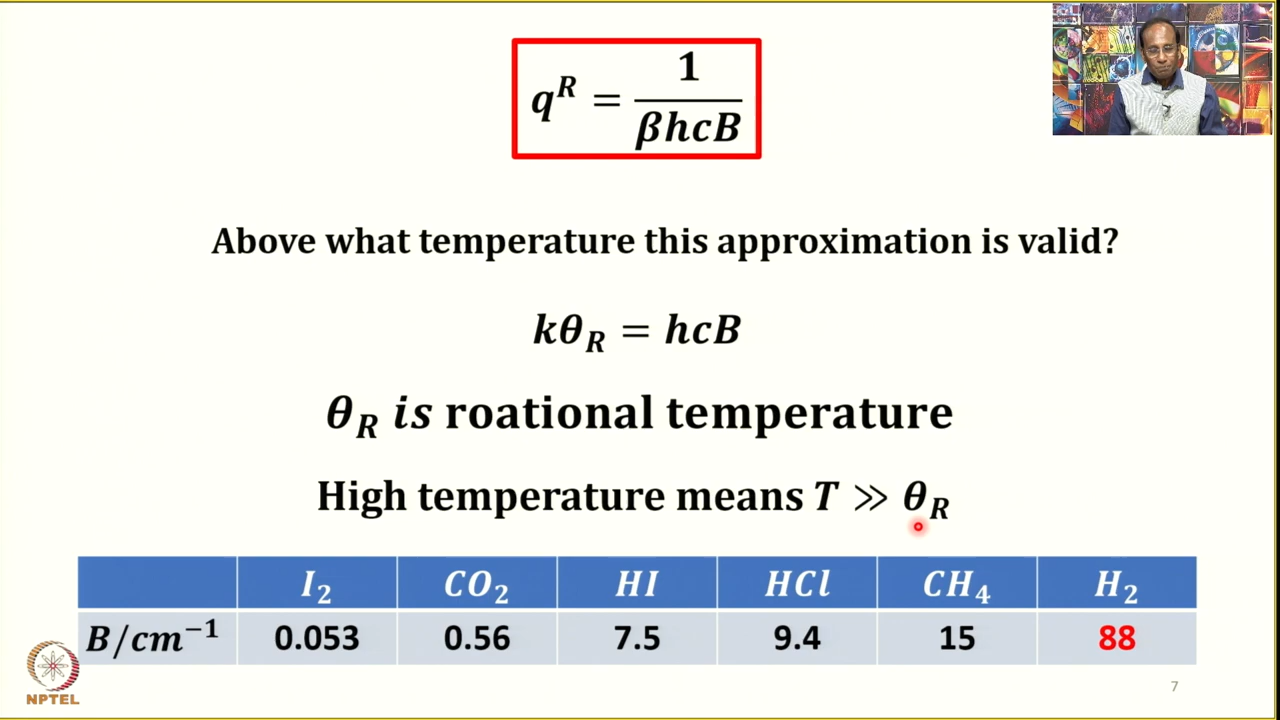 q^R = 1/βhcB
Above what temperature this approximation is valid?
kθ_R = hcB
θ_R is roational temperature
High temperature means T ≫ θ_R
I₂ CO₂ HI HCl CH₄ H₂
B/cm⁻¹ 0.053 0.56 7.5 9.4 15 88
NPTEL
7